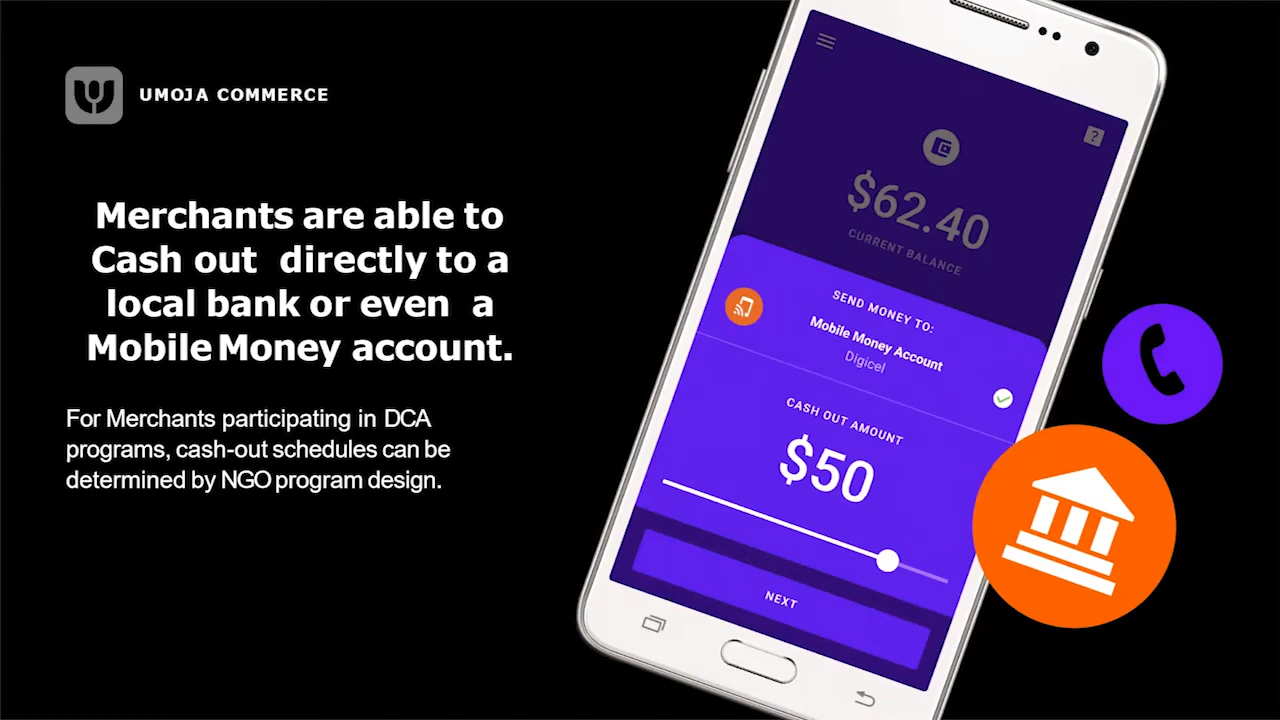 UMOJA COMMERCE
Merchants are able to
Cash out directly to a
local bank or even a
Mobile Money account.
For Merchants participating in DCA
programs, cash-out schedules can be
determined by NGO program design.
?
$62.40
CURRENT BALANCE
SEND MONEY TO:
Mobile Money Account
Digicel
CASH OUT AMOUNT
$50
NEXT